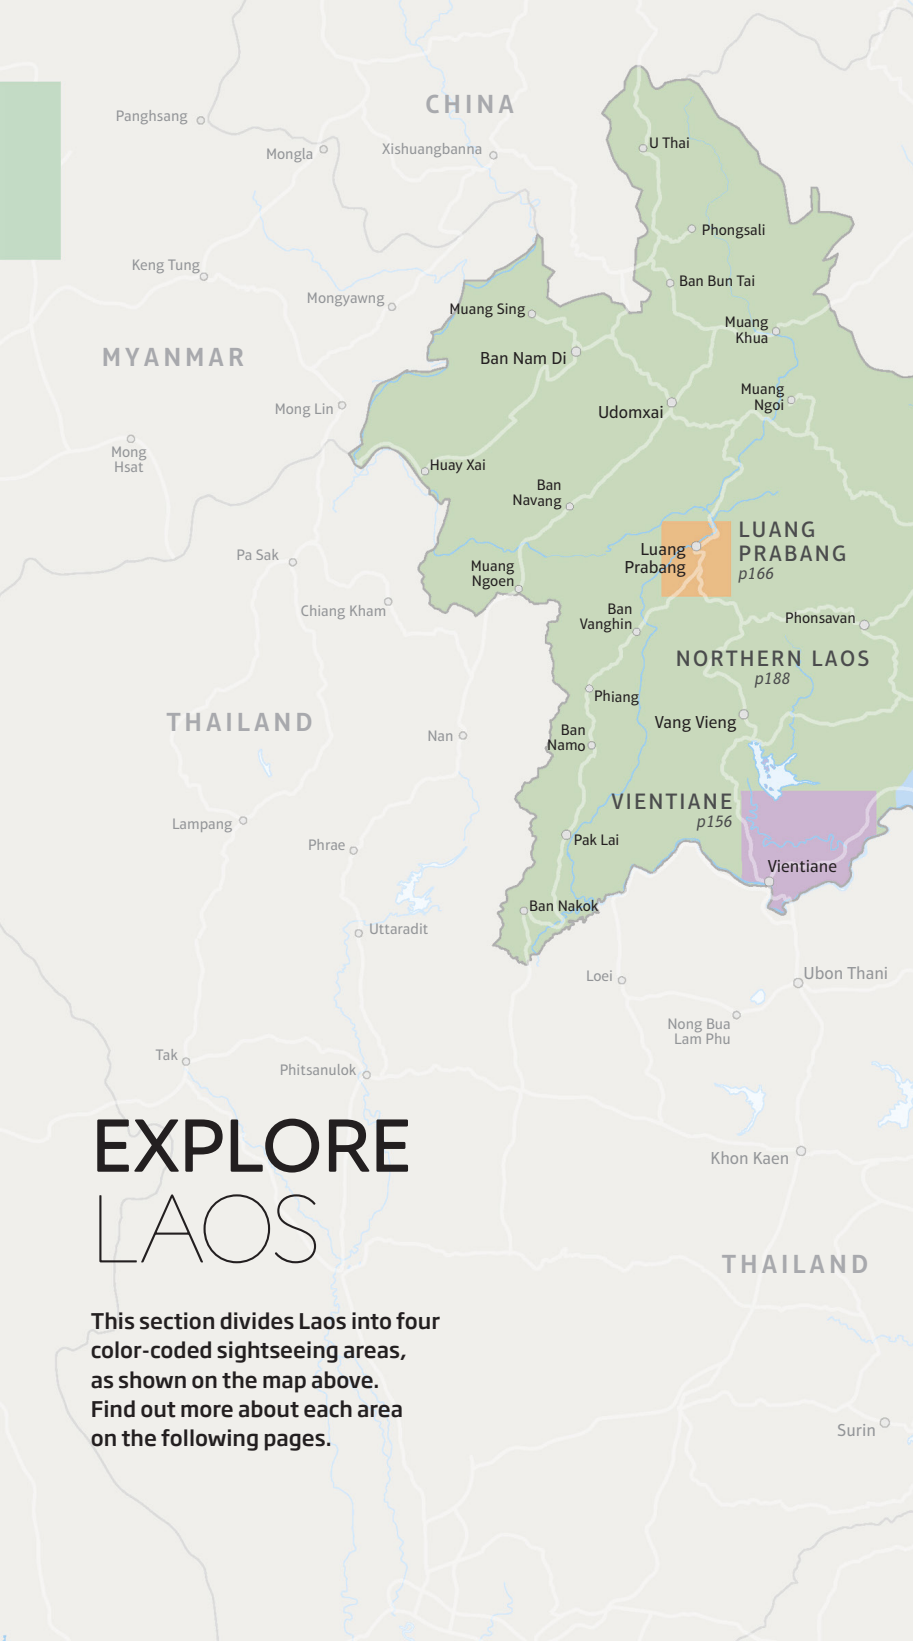 CHINA
Panghsang
Mongla
Xishuangbanna
U Thai
Phongsali
Keng Tung
Ban Bun Tai
Mongyawng
Muang Sing
Muang
Khua
MYANMAR
Ban Nam Di
Muang
Ngoi
Mong Lin
Udomxai
Mong
Hsat
Huay Xai
Ban
Navang
LUANG
PRABANG
p166
Luang
Prabang
Pa Sak
Muang
Ngoen
Chiang Kham
Ban
Vanghin
Phonsavan
NORTHERN LAOS
p188
Phiang
THAILAND
Vang Vieng
Nan
Ban
Namo
VIENTIANE
p156
Lampang
Phrae
Pak Lai
Vientiane
Ban Nakok
Uttaradit
Loei
Ubon Thani
Nong Bua
Lam Phu
Tak
Phitsanulok
EXPLORE
LAOS
Khon Kaen
THAILAND
This section divides Laos into four
color-coded sightseeing areas,
as shown on the map above.
Find out more about each area
on the following pages.
Surin